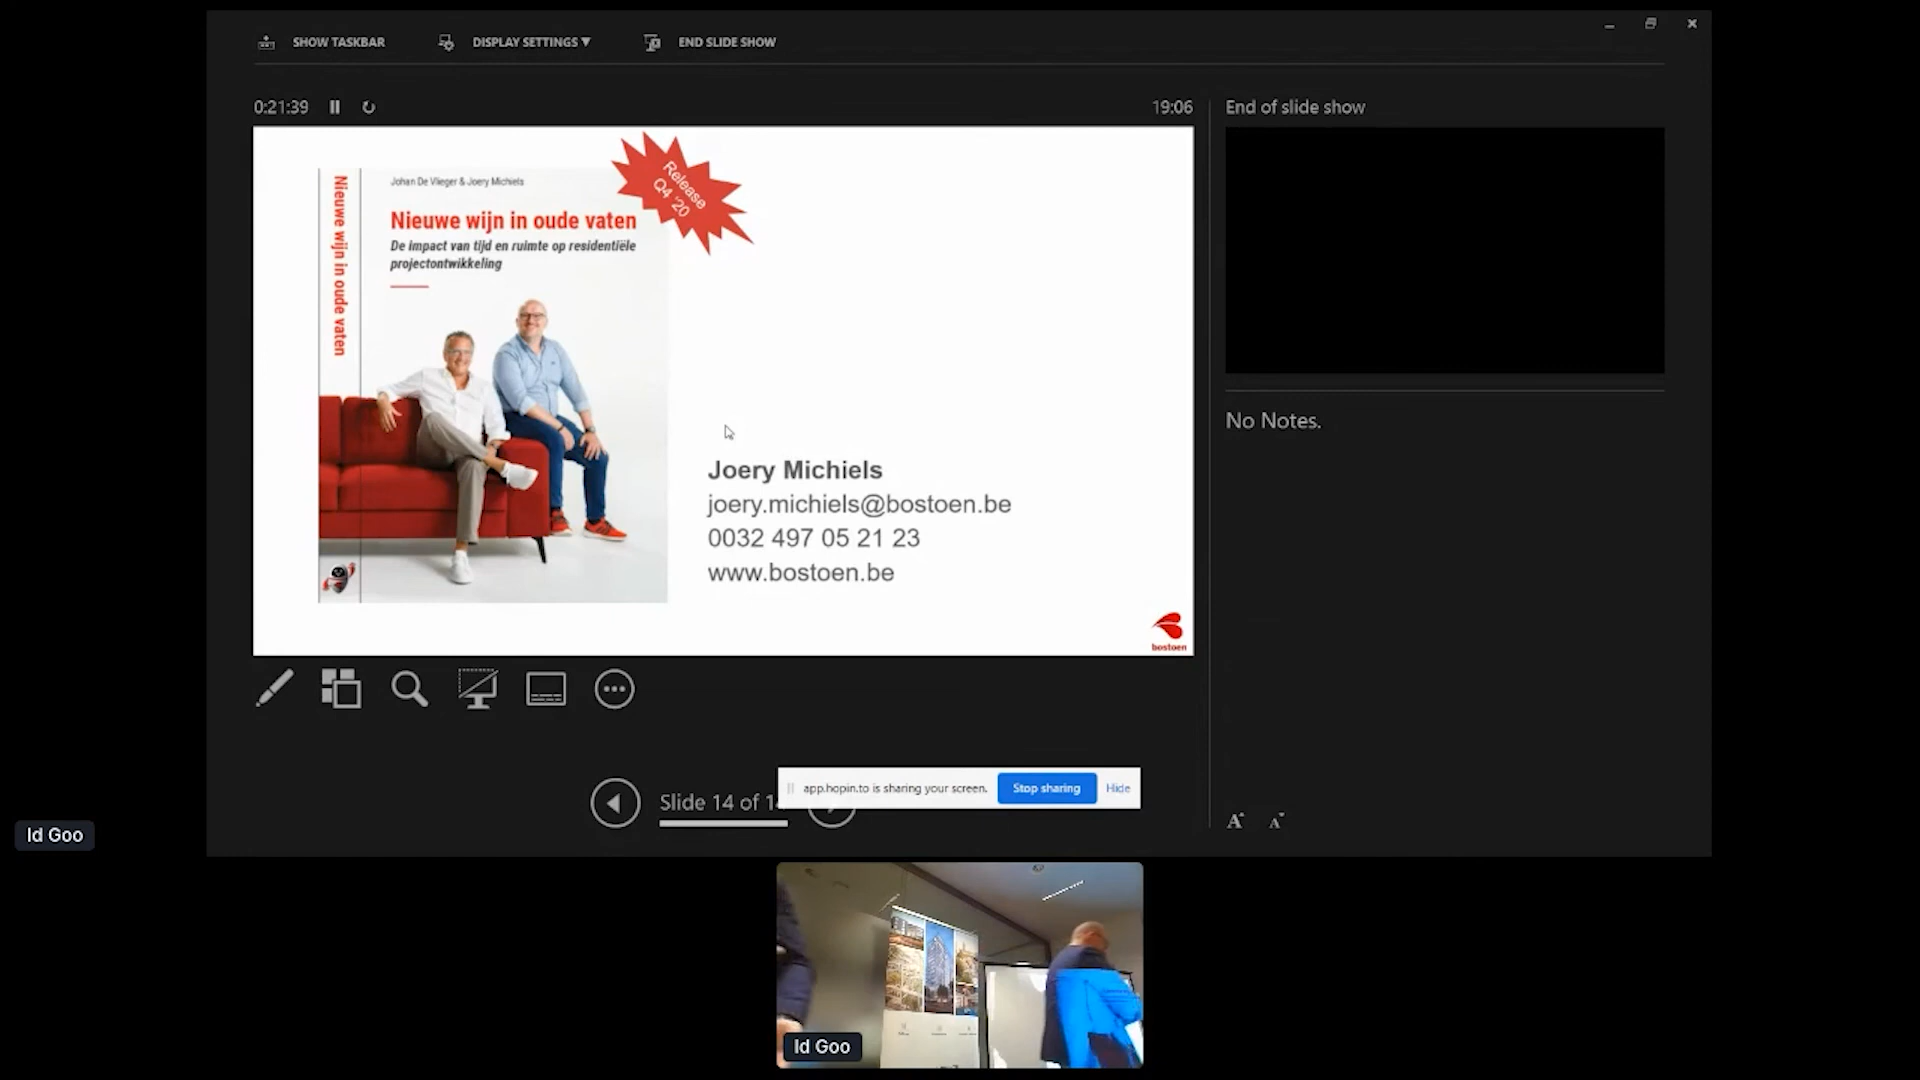 SHOW TASKBAR
DISPLAY SETTINGS ▼
END SLIDE SHOW
0:21:39
19:06
End of slide show
Nieuwe wijn in oude vaten
Johan De Vlieger & Joery Michiels
Nieuwe wijn in oude vaten
De impact van tijd en ruimte op residentiële
projectontwikkeling
Release
Q4 '20
Joery Michiels
joery.michiels@bostoen.be
0032 497 05 21 23
www.bostoen.be
bostoen
No Notes.
Slide 14 of 1
app.hopin.to is sharing your screen.
Stop sharing
Hide
A
A
Id Goo
Id Goo